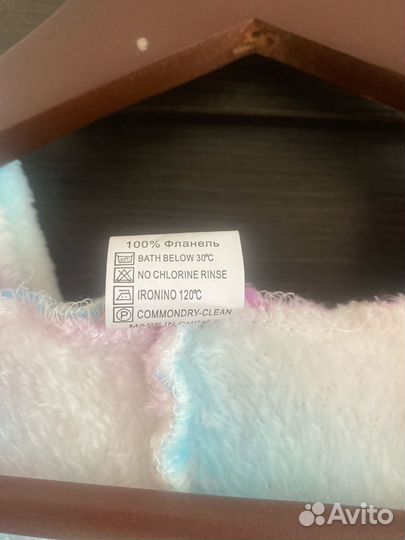 100% Фланель
BATH BELOW 30℃
NO CHLORINE RINSE
IRONINO 120℃
P COMMONDRY-CLEAN
MADE IN CHINA
Avito